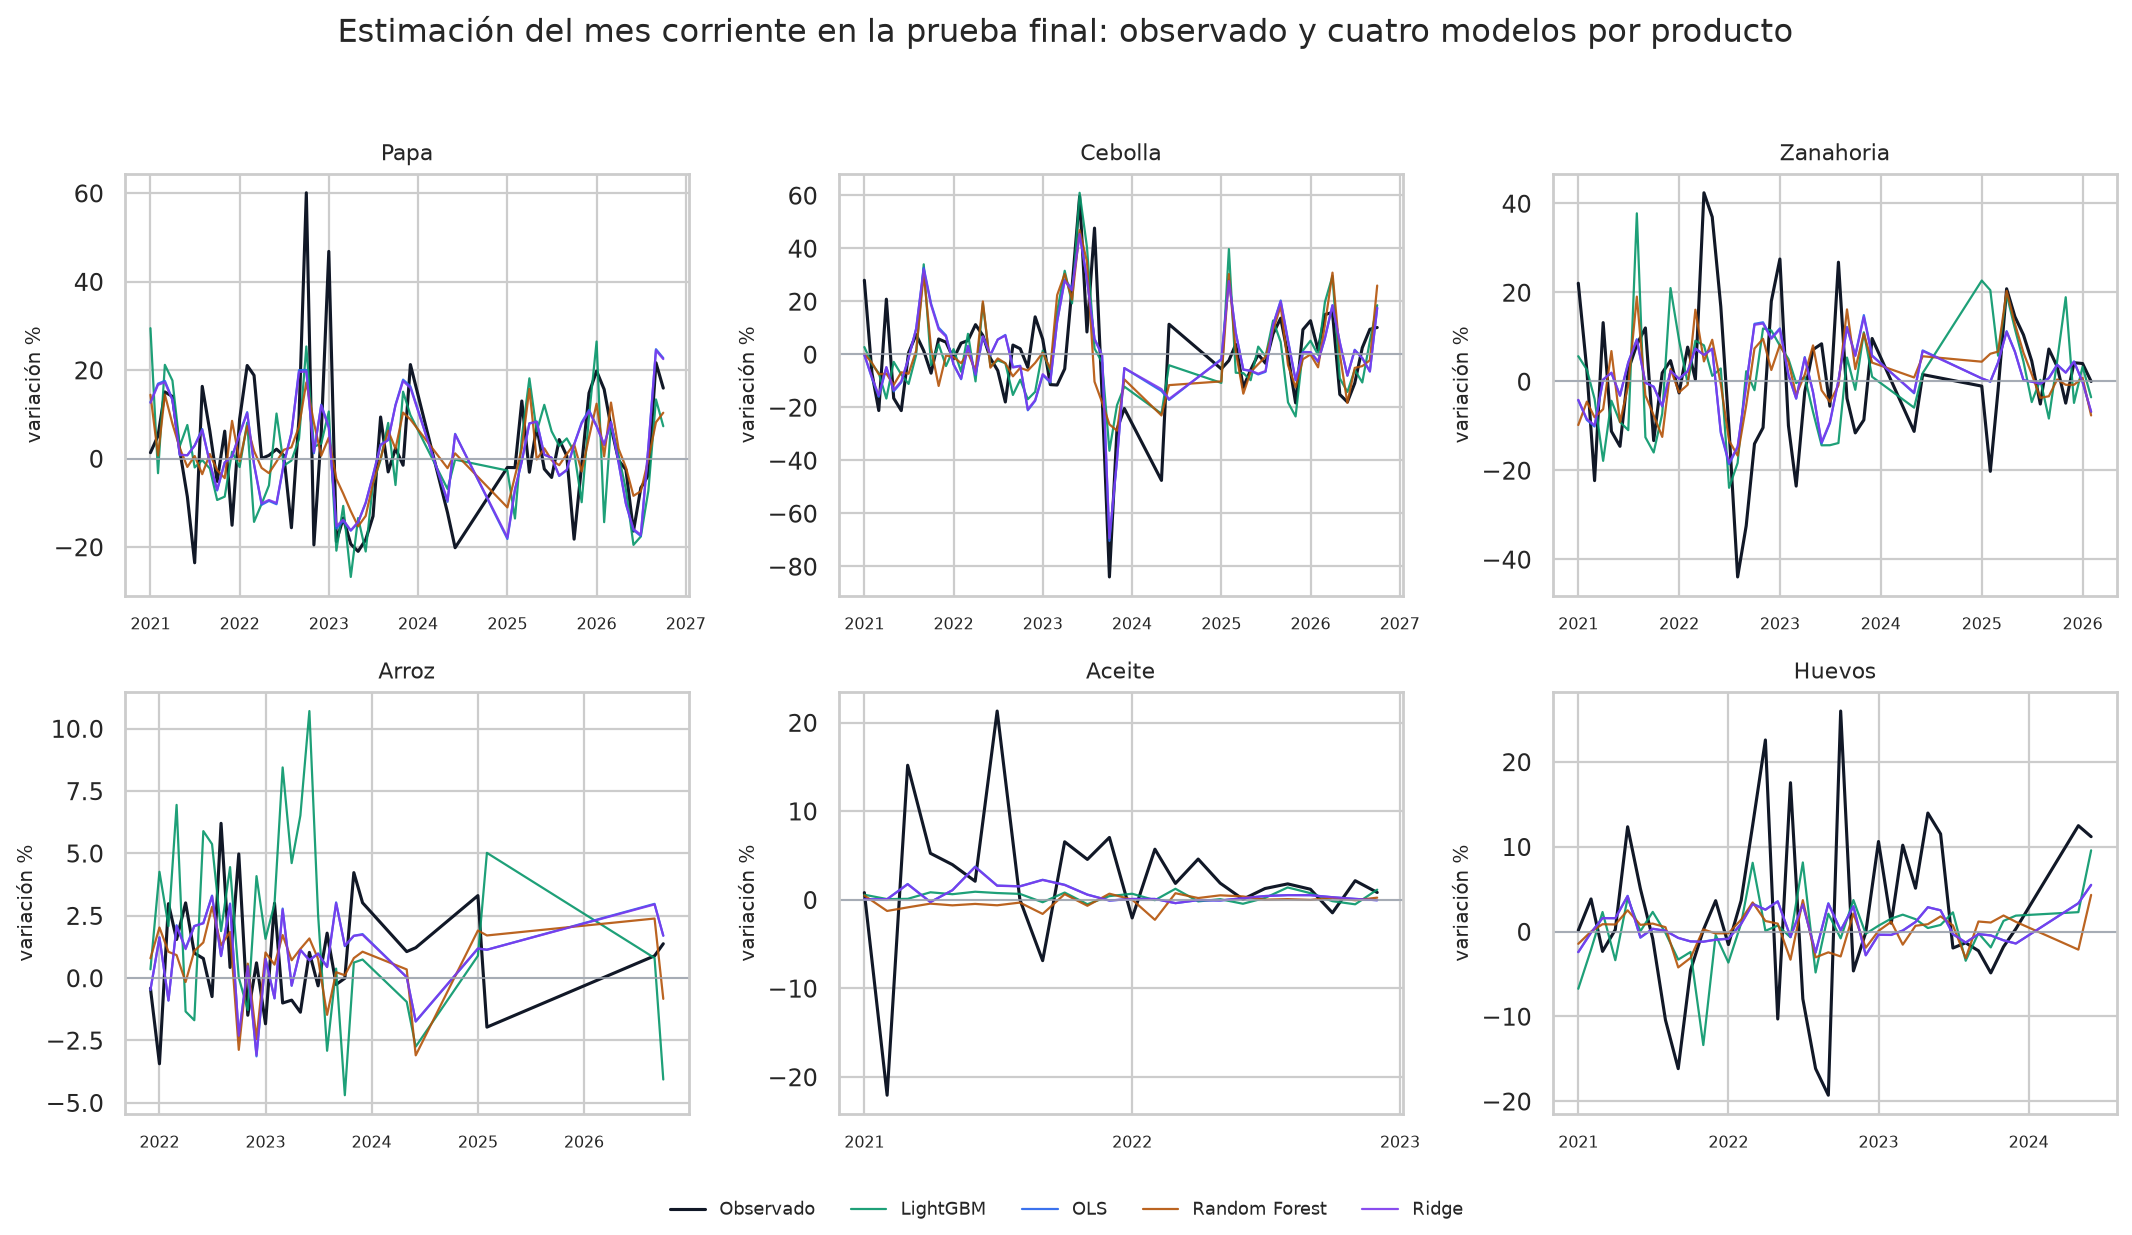 Estimación del mes corriente en la prueba final: observado y cuatro modelos por producto
Papa
variación %
60
40
20
0
−20
2021 2022 2023 2024 2025 2026 2027
Cebolla
variación %
60
40
20
0
−20
−40
−60
−80
2021 2022 2023 2024 2025 2026 2027
Zanahoria
variación %
40
20
0
−20
−40
2021 2022 2023 2024 2025 2026
Arroz
variación %
10.0
7.5
5.0
2.5
0.0
−2.5
−5.0
2022 2023 2024 2025 2026
Aceite
variación %
20
10
0
−10
−20
2021 2022 2023
Huevos
variación %
20
10
0
−10
−20
2021 2022 2023 2024
Observado LightGBM OLS Random Forest Ridge